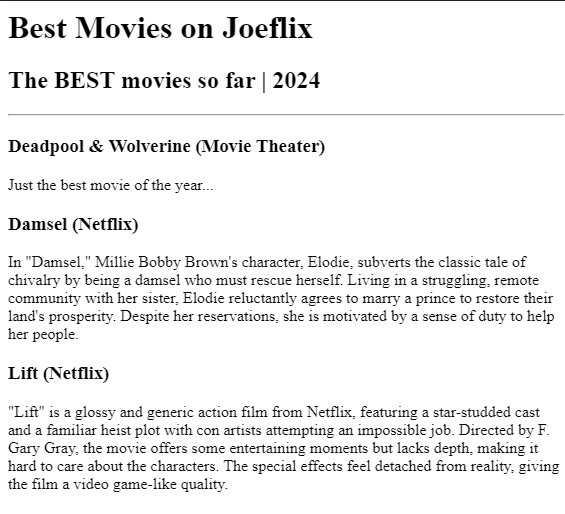 Best Movies on Joeflix
The BEST movies so far | 2024
Deadpool & Wolverine (Movie Theater)
Just the best movie of the year...
Damsel (Netflix)
In "Damsel," Millie Bobby Brown's character, Elodie, subverts the classic tale of
chivalry by being a damsel who must rescue herself. Living in a struggling, remote
community with her sister, Elodie reluctantly agrees to marry a prince to restore their
land's prosperity. Despite her reservations, she is motivated by a sense of duty to help
her people.
Lift (Netflix)
"Lift" is a glossy and generic action film from Netflix, featuring a star-studded cast
and a familiar heist plot with con artists attempting an impossible job. Directed by F.
Gary Gray, the movie offers some entertaining moments but lacks depth, making it
hard to care about the characters. The special effects feel detached from reality, giving
the film a video game-like quality.